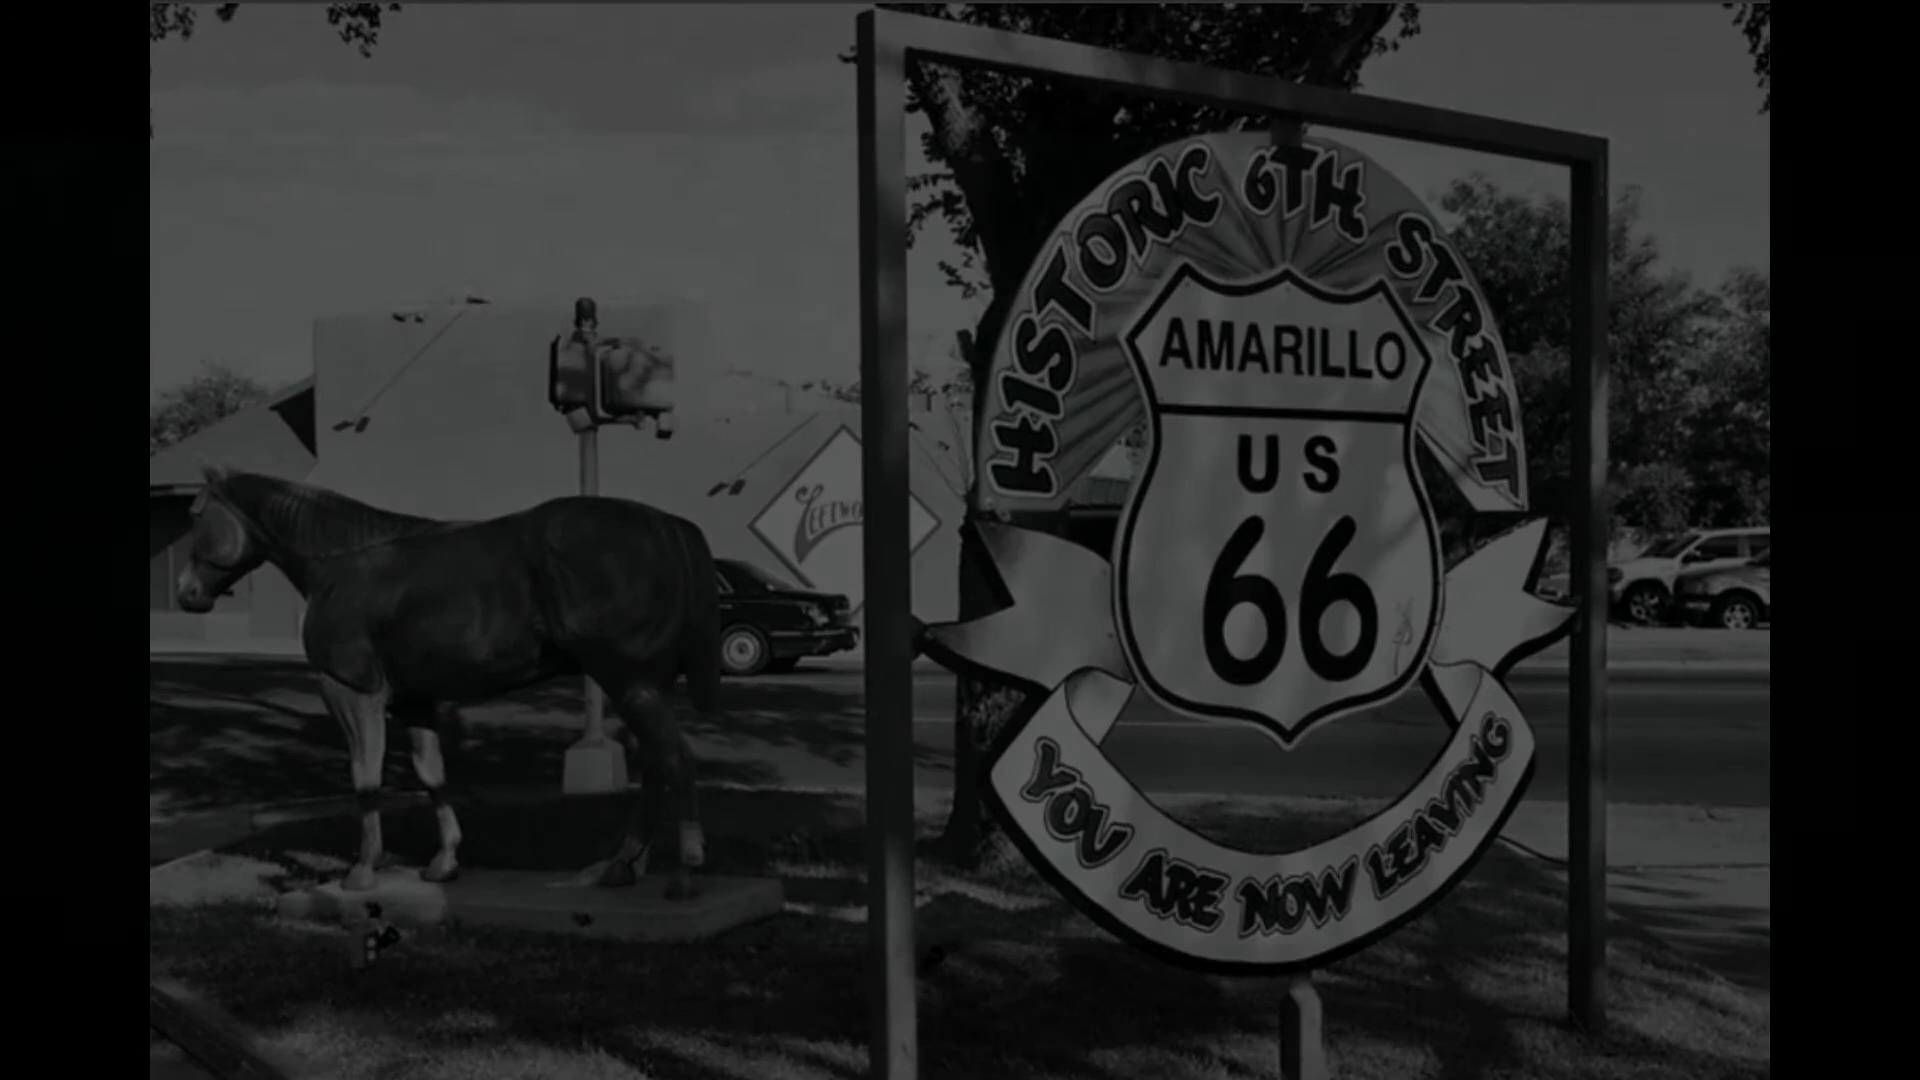 HISTORIC 6TH STREET
AMARILLO
US
66
YOU ARE NOW LEAVING